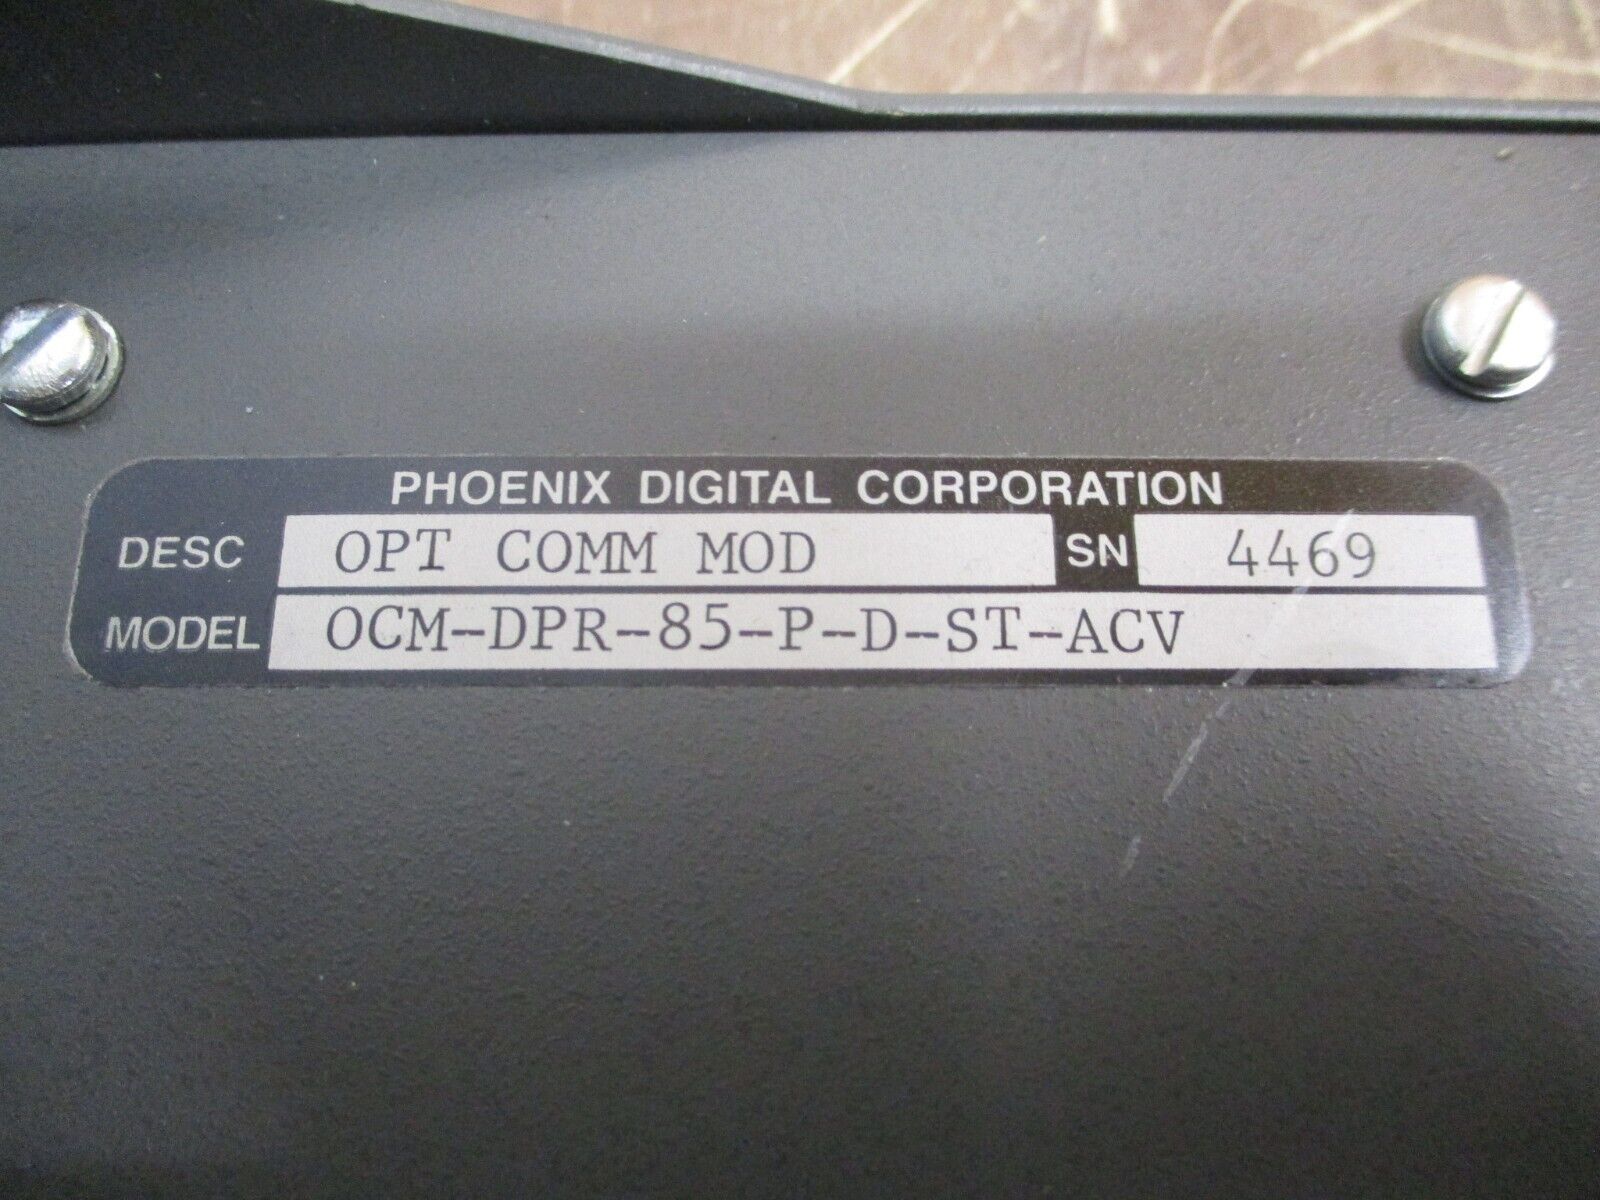 PHOENIX DIGITAL CORPORATION
DESC OPT COMM MOD SN 4469
MODEL OCM-DPR-85-P-D-ST-ACV